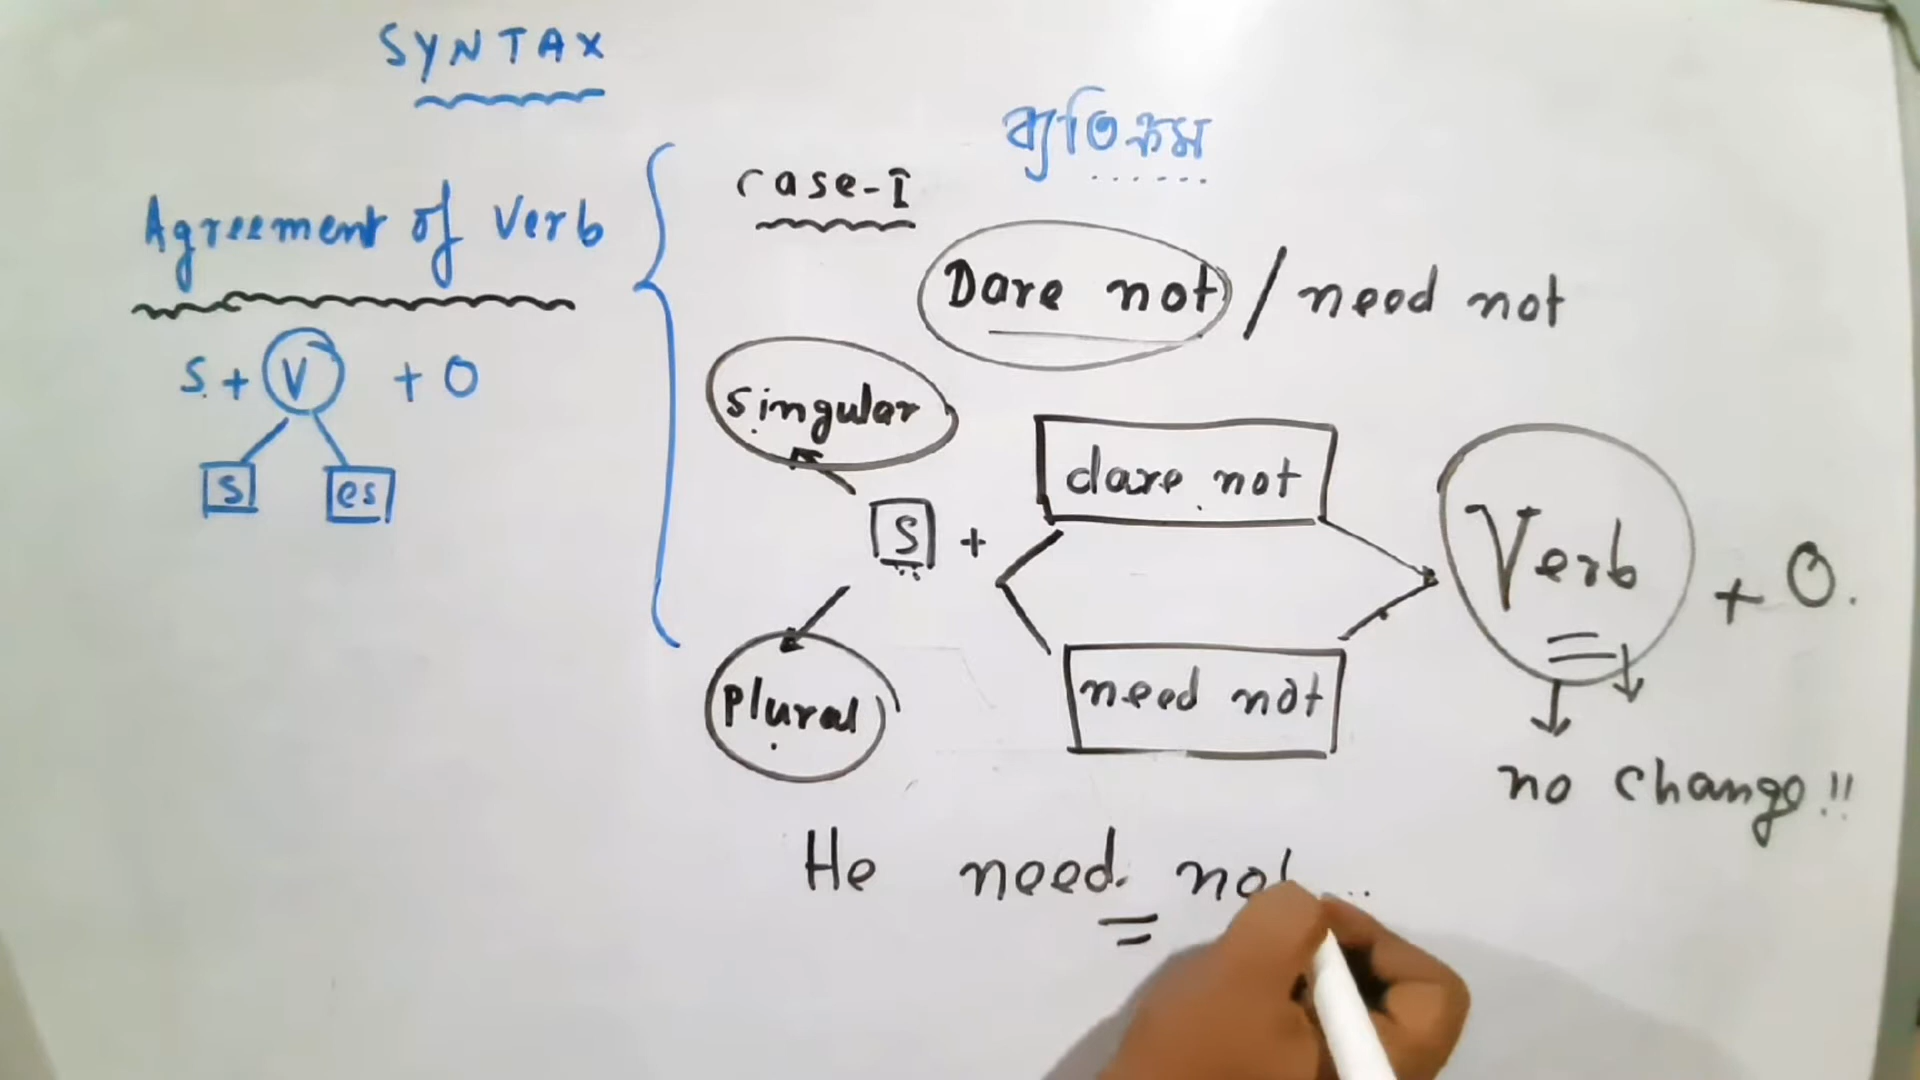 SYNTAX
ব্যতিক্রম
case-I
Agreement of Verb
Dare not / need not
S + V + O
s es
singular
dare not
S +
Verb + O.
need not
Plural
no change!!
He need not...